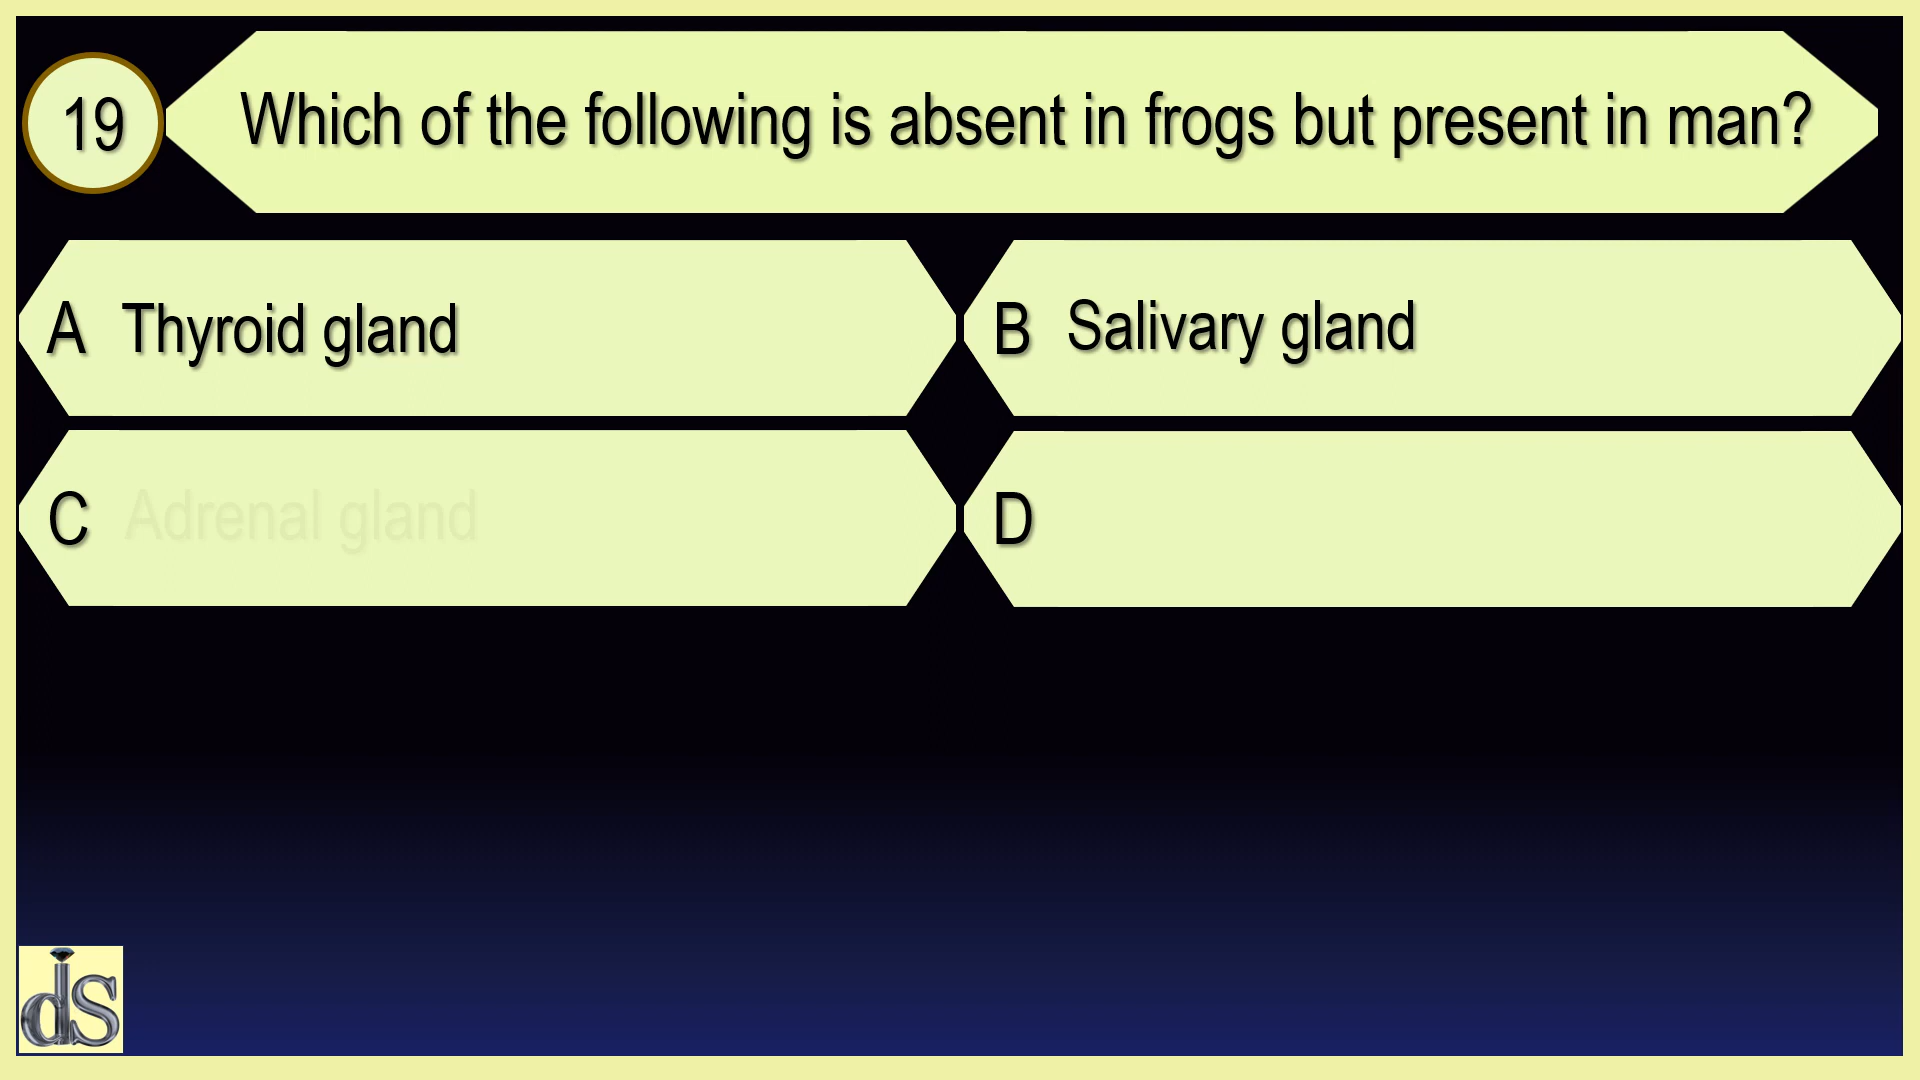 19
Which of the following is absent in frogs but present in man?
A Thyroid gland
B Salivary gland
C Adrenal gland
D
ds